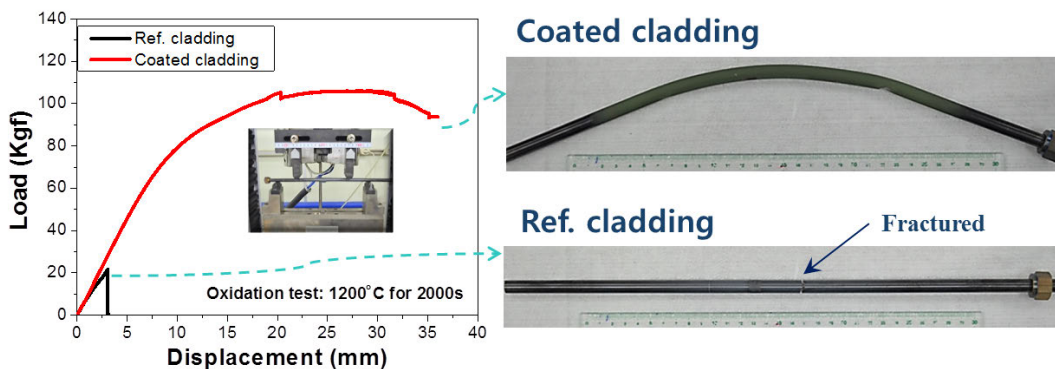 Coated cladding
Ref. cladding
Fractured
Ref. cladding
Coated cladding
Load (Kgf)
140
120
100
80
60
40
20
0
0 5 10 15 20 25 30 35 40
Displacement (mm)
Oxidation test: 1200°C for 2000s